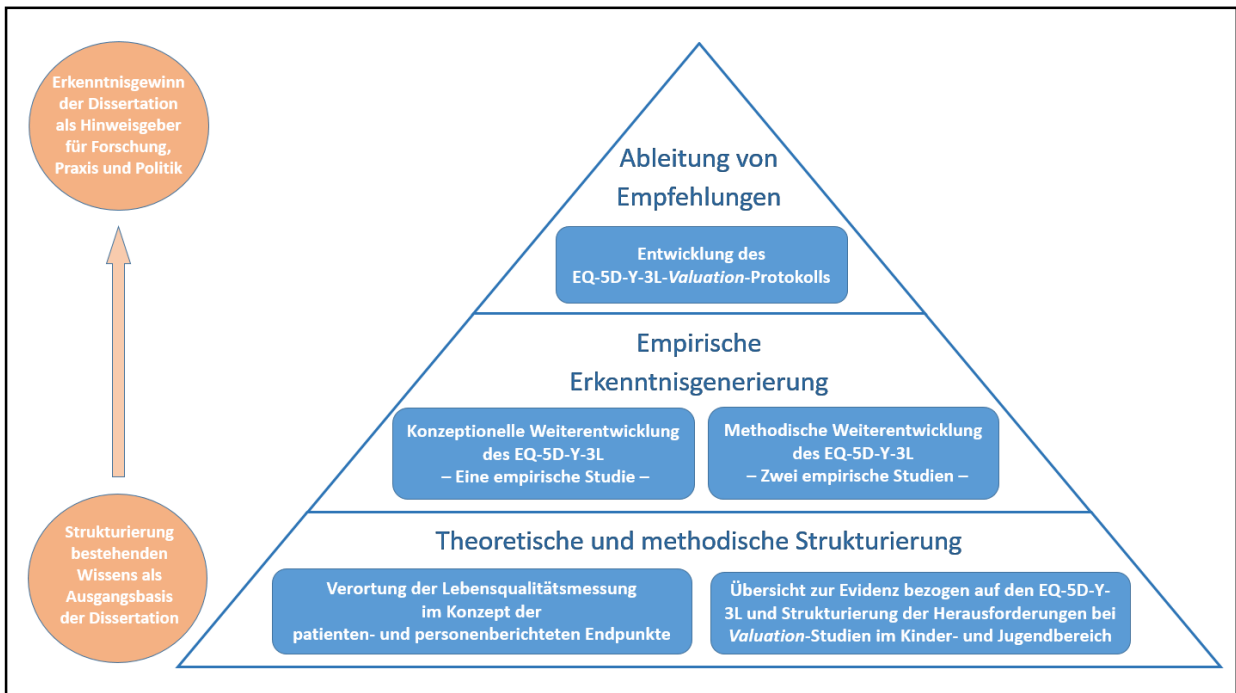 Erkenntnisgewinn
der Dissertation
als Hinweisgeber
für Forschung,
Praxis und Politik
Strukturierung
bestehenden
Wissens als
Ausgangsbasis
der Dissertation
Ableitung von
Empfehlungen
Entwicklung des
EQ-5D-Y-3L-Valuation-Protokolls
Empirische
Erkenntnisgenerierung
Konzeptionelle Weiterentwicklung
des EQ-5D-Y-3L
– Eine empirische Studie –
Methodische Weiterentwicklung
des EQ-5D-Y-3L
– Zwei empirische Studien –
Theoretische und methodische Strukturierung
Verortung der Lebensqualitätsmessung
im Konzept der
patienten- und personenberichteten Endpunkte
Übersicht zur Evidenz bezogen auf den EQ-5D-Y-
3L und Strukturierung der Herausforderungen bei
Valuation-Studien im Kinder- und Jugendbereich